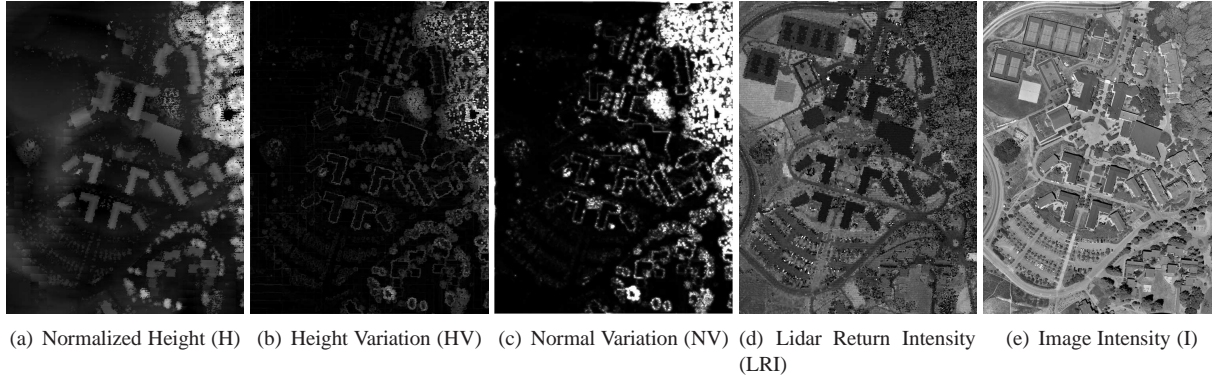 (a) Normalized Height (H)
(b) Height Variation (HV)
(c) Normal Variation (NV)
(d) Lidar Return Intensity
(LRI)
(e) Image Intensity (I)